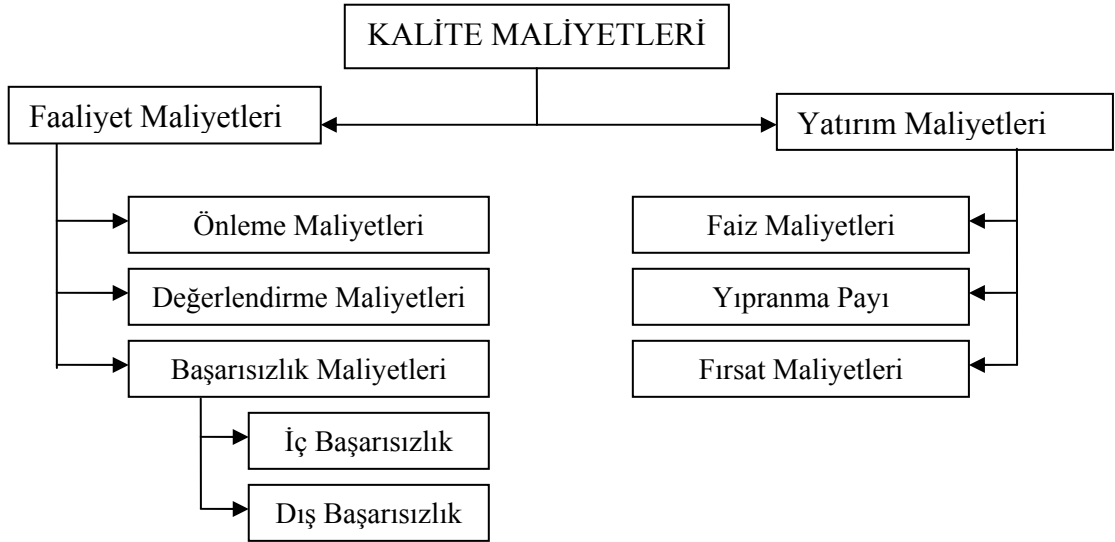 KALİTE MALİYETLERİ
Faaliyet Maliyetleri
Yatırım Maliyetleri
Önleme Maliyetleri
Faiz Maliyetleri
Değerlendirme Maliyetleri
Yıpranma Payı
Başarısızlık Maliyetleri
Fırsat Maliyetleri
İç Başarısızlık
Dış Başarısızlık